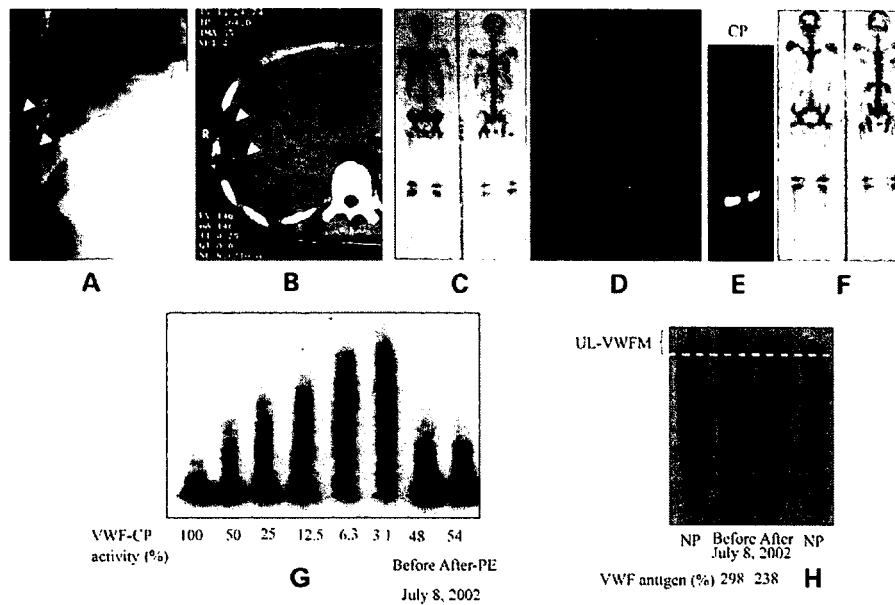 CP
A
B
C
D
E
F
R
UL-VWFM
VWF-CP activity (%)
100 50 25 12.5 6.3 3 1 48 54
Before After-PE
July 8, 2002
G
NP Before After NP
July 8, 2002
VWF antigen (%) 298 238
H